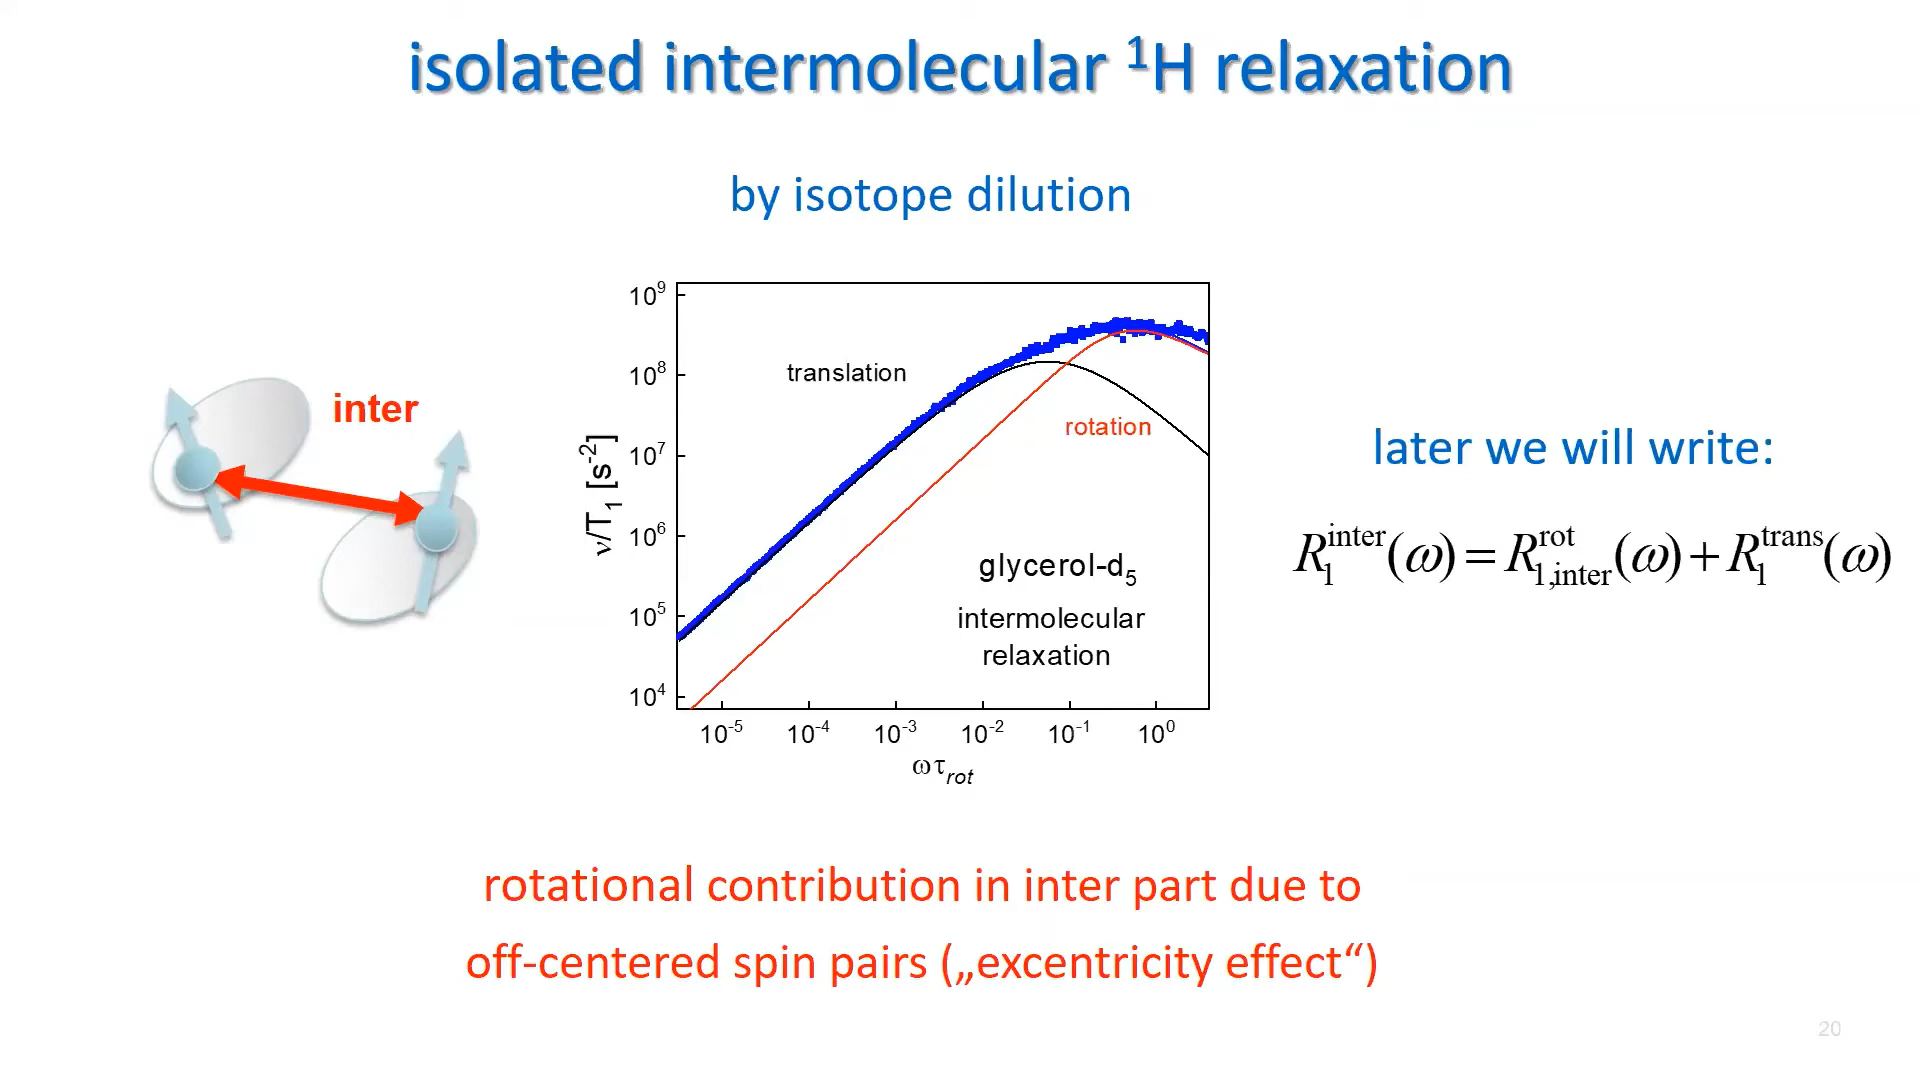 isolated intermolecular ¹H relaxation
by isotope dilution
inter
10⁹
10⁸
10⁷
10⁶
10⁵
10⁴
ν/T₁ [s⁻²]
translation
rotation
glycerol-d₅
intermolecular
relaxation
10⁻⁵ 10⁻⁴ 10⁻³ 10⁻² 10⁻¹ 10⁰
ωτ_rot
later we will write:
R₁^inter(ω) = R₁,inter^rot(ω) + R₁^trans(ω)
rotational contribution in inter part due to
off-centered spin pairs („excentricity effect“)
20